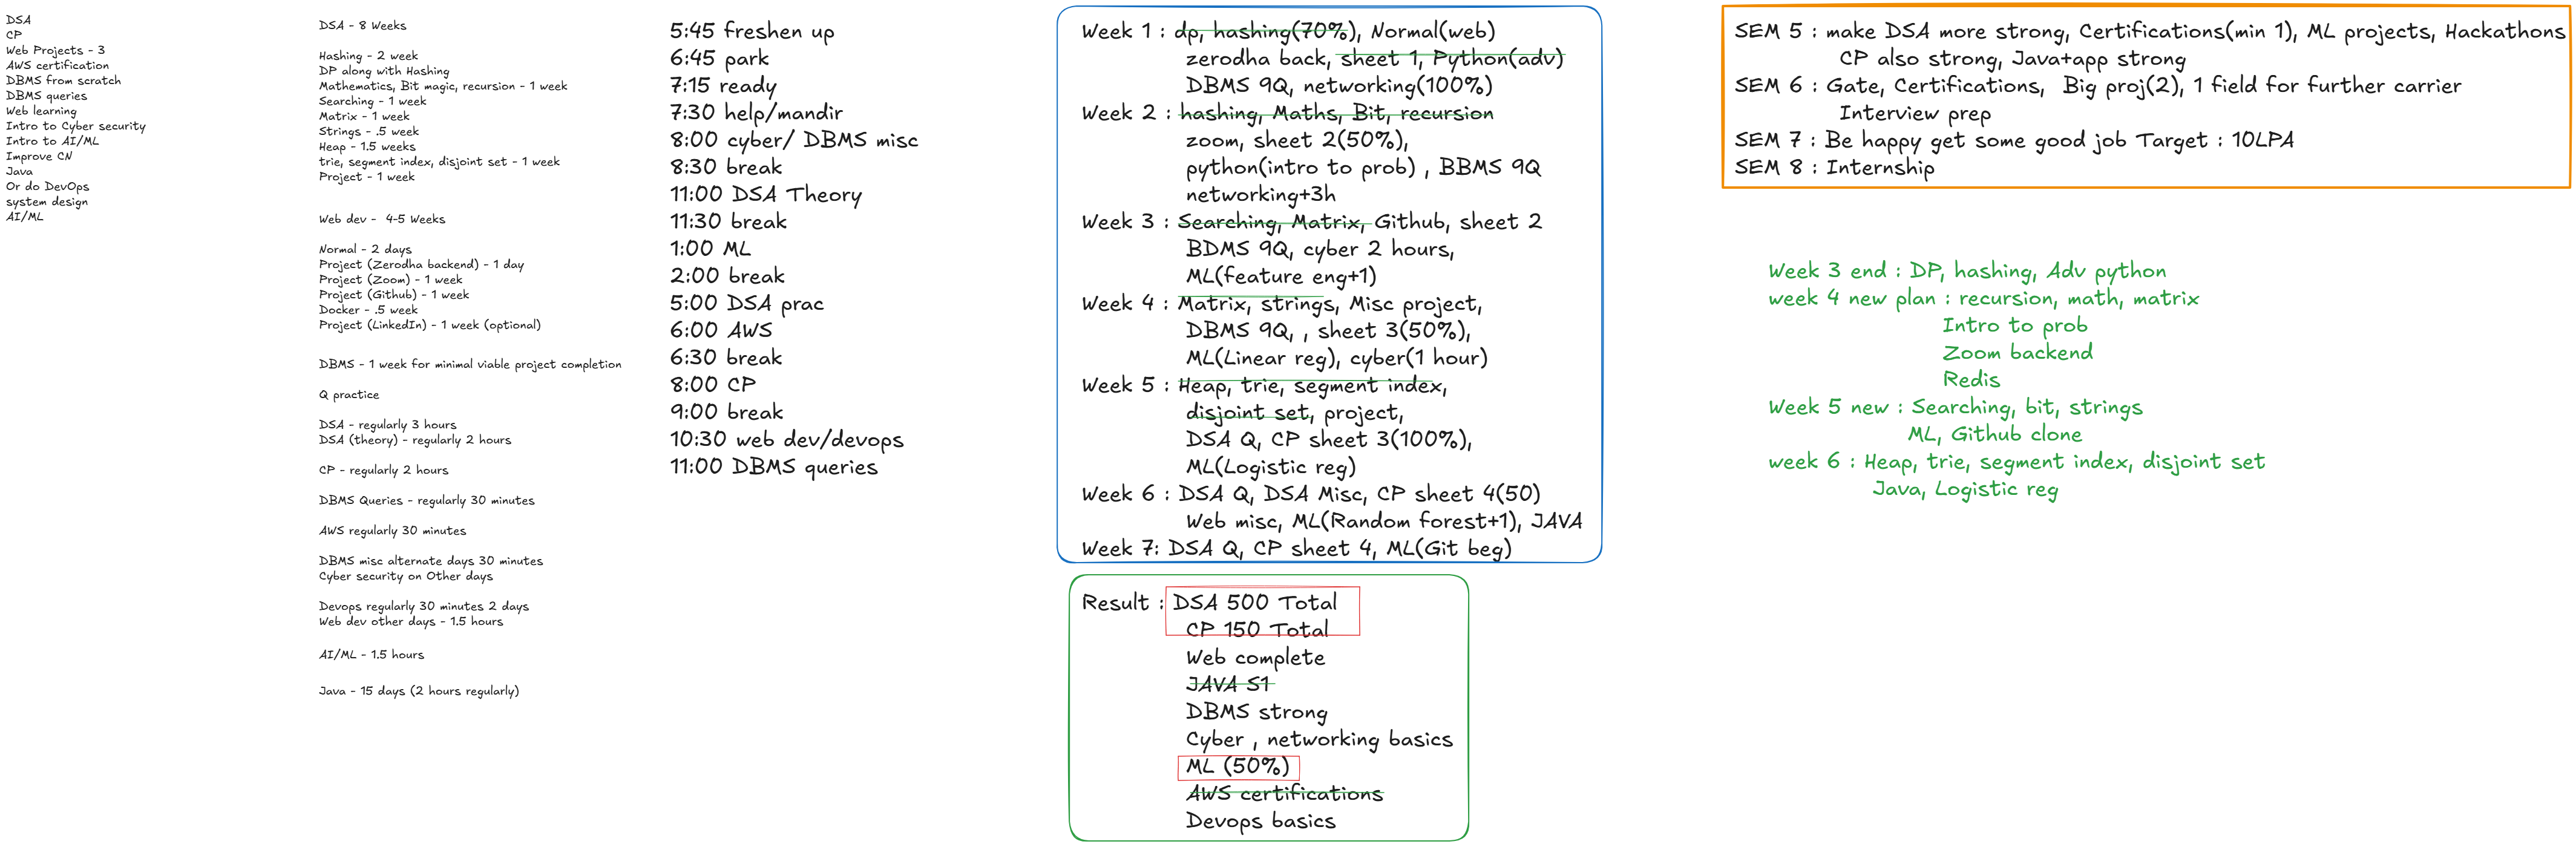 DSA
CP
Web Projects - 3
AWS certification
DBMS from scratch
DBMS queries
Web learning
Intro to Cyber security
Intro to AI/ML
Improve CN
Java
Or do DevOps
system design
AI/ML
DSA - 8 Weeks
Hashing - 2 week
DP along with Hashing
Mathematics, Bit magic, recursion - 1 week
Searching - 1 week
Matrix - 1 week
Strings - .5 week
Heap - 1.5 weeks
trie, segment index, disjoint set - 1 week
Project - 1 week
Web dev - 4-5 Weeks
Normal - 2 days
Project (Zerodha backend) - 1 day
Project (Zoom) - 1 week
Project (Github) - 1 week
Docker - .5 week
Project (LinkedIn) - 1 week (optional)
DBMS - 1 week for minimal viable project completion
Q practice
DSA - regularly 3 hours
DSA (theory) - regularly 2 hours
CP - regularly 2 hours
DBMS Queries - regularly 30 minutes
AWS regularly 30 minutes
DBMS misc alternate days 30 minutes
Cyber security on Other days
Devops regularly 30 minutes 2 days
Web dev other days - 1.5 hours
AI/ML - 1.5 hours
Java - 15 days (2 hours regularly)
5:45 freshen up
6:45 park
7:15 ready
7:30 help/mandir
8:00 cyber/ DBMS misc
8:30 break
11:00 DSA Theory
11:30 break
1:00 ML
2:00 break
5:00 DSA prac
6:00 AWS
6:30 break
8:00 CP
9:00 break
10:30 web dev/devops
11:00 DBMS queries
Week 1 : dp, hashing(70%), Normal(web)
zerodha back, sheet 1, Python(adv)
DBMS 9Q, networking(100%)
Week 2 : hashing, Maths, Bit, recursion
zoom, sheet 2(50%),
python(intro to prob) , BBMS 9Q
networking+3h
Week 3 : Searching, Matrix, Github, sheet 2
BDMS 9Q, cyber 2 hours,
ML(feature eng+1)
Week 4 : Matrix, strings, Misc project,
DBMS 9Q, , sheet 3(50%),
ML(Linear reg), cyber(1 hour)
Week 5 : Heap, trie, segment index,
disjoint set, project,
DSA Q, CP sheet 3(100%),
ML(Logistic reg)
Week 6 : DSA Q, DSA Misc, CP sheet 4(50)
Web misc, ML(Random forest+1), JAVA
Week 7: DSA Q, CP sheet 4, ML(Git beg)
Result : DSA 500 Total
CP 150 Total
Web complete
JAVA S1
DBMS strong
Cyber , networking basics
ML (50%)
AWS certifications
Devops basics
SEM 5 : make DSA more strong, Certifications(min 1), ML projects, Hackathons
CP also strong, Java+app strong
SEM 6 : Gate, Certifications, Big proj(2), 1 field for further carrier
Interview prep
SEM 7 : Be happy get some good job Target : 10LPA
SEM 8 : Internship
Week 3 end : DP, hashing, Adv python
week 4 new plan : recursion, math, matrix
Intro to prob
Zoom backend
Redis
Week 5 new : Searching, bit, strings
ML, Github clone
week 6 : Heap, trie, segment index, disjoint set
Java, Logistic reg